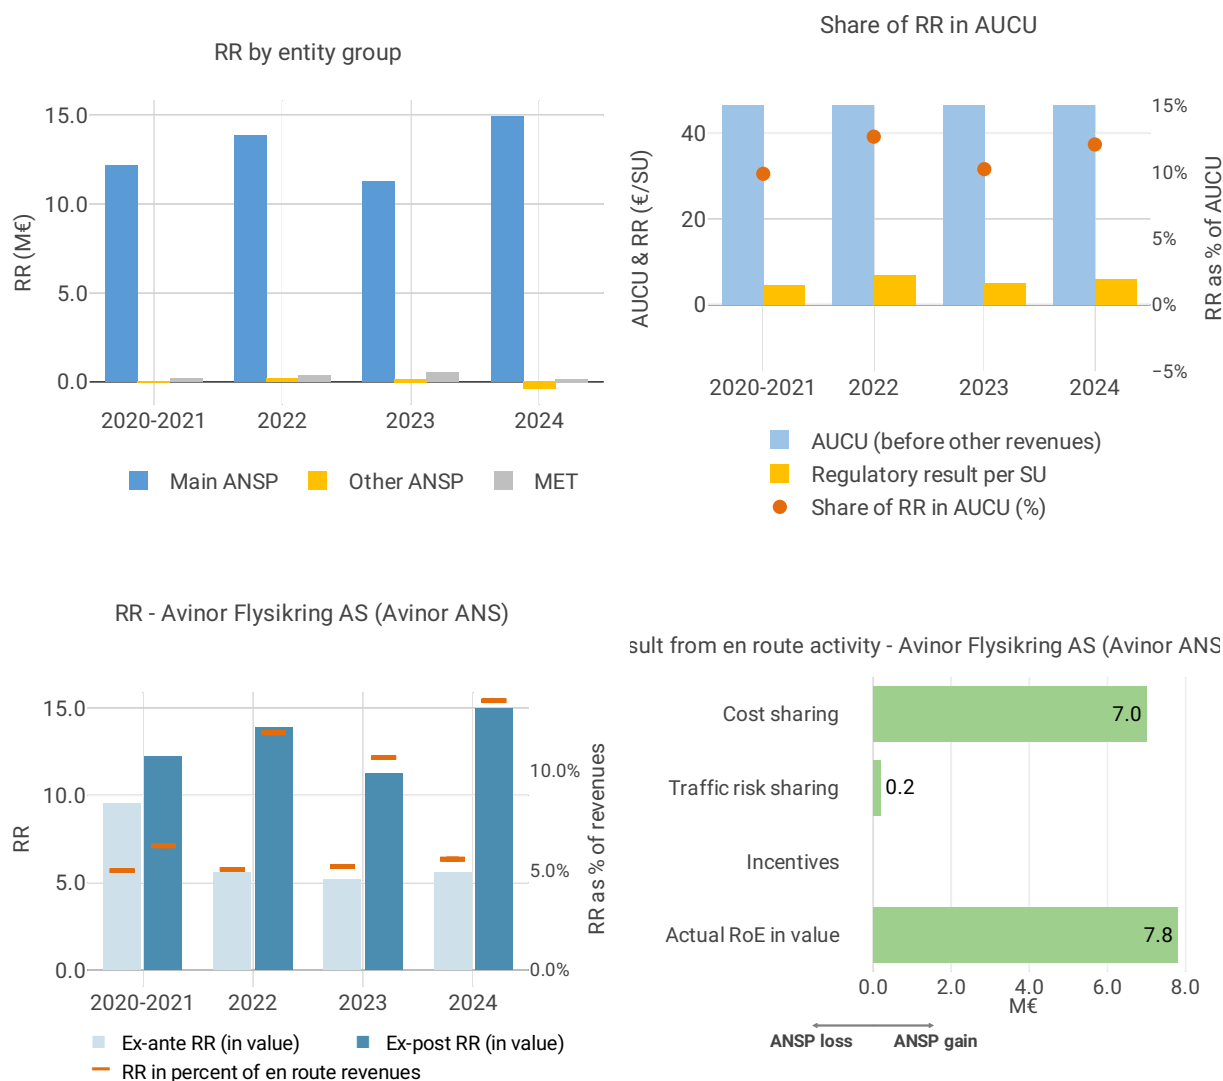 RR by entity group
15.0
10.0
5.0
0.0
RR (M€)
2020-2021
2022
2023
2024
Main ANSP
Other ANSP
MET
Share of RR in AUCU
40
20
0
AUCU & RR (€/SU)
15%
10%
5%
0%
−5%
RR as % of AUCU
2020-2021
2022
2023
2024
AUCU (before other revenues)
Regulatory result per SU
Share of RR in AUCU (%)
RR - Avinor Flysikring AS (Avinor ANS)
15.0
10.0
5.0
0.0
RR
10.0%
5.0%
0.0%
RR as % of revenues
2020-2021
2022
2023
2024
Ex-ante RR (in value)
Ex-post RR (in value)
RR in percent of en route revenues
sult from en route activity - Avinor Flysikring AS (Avinor ANS
Cost sharing
7.0
Traffic risk sharing
0.2
Incentives
Actual RoE in value
7.8
0.0
2.0
4.0
6.0
8.0
M€
ANSP loss
ANSP gain